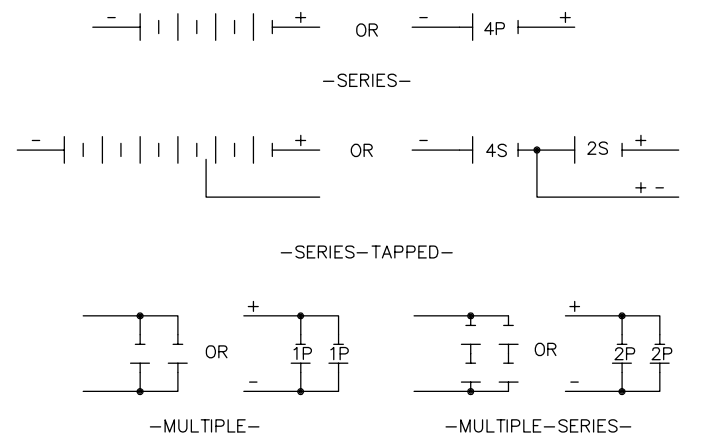 − + OR − 4P +
−SERIES−
− + OR − 4S 2S +
+ −
−SERIES−TAPPED−
+ +
OR 1P 1P OR 2P 2P
− −
−MULTIPLE− −MULTIPLE−SERIES−